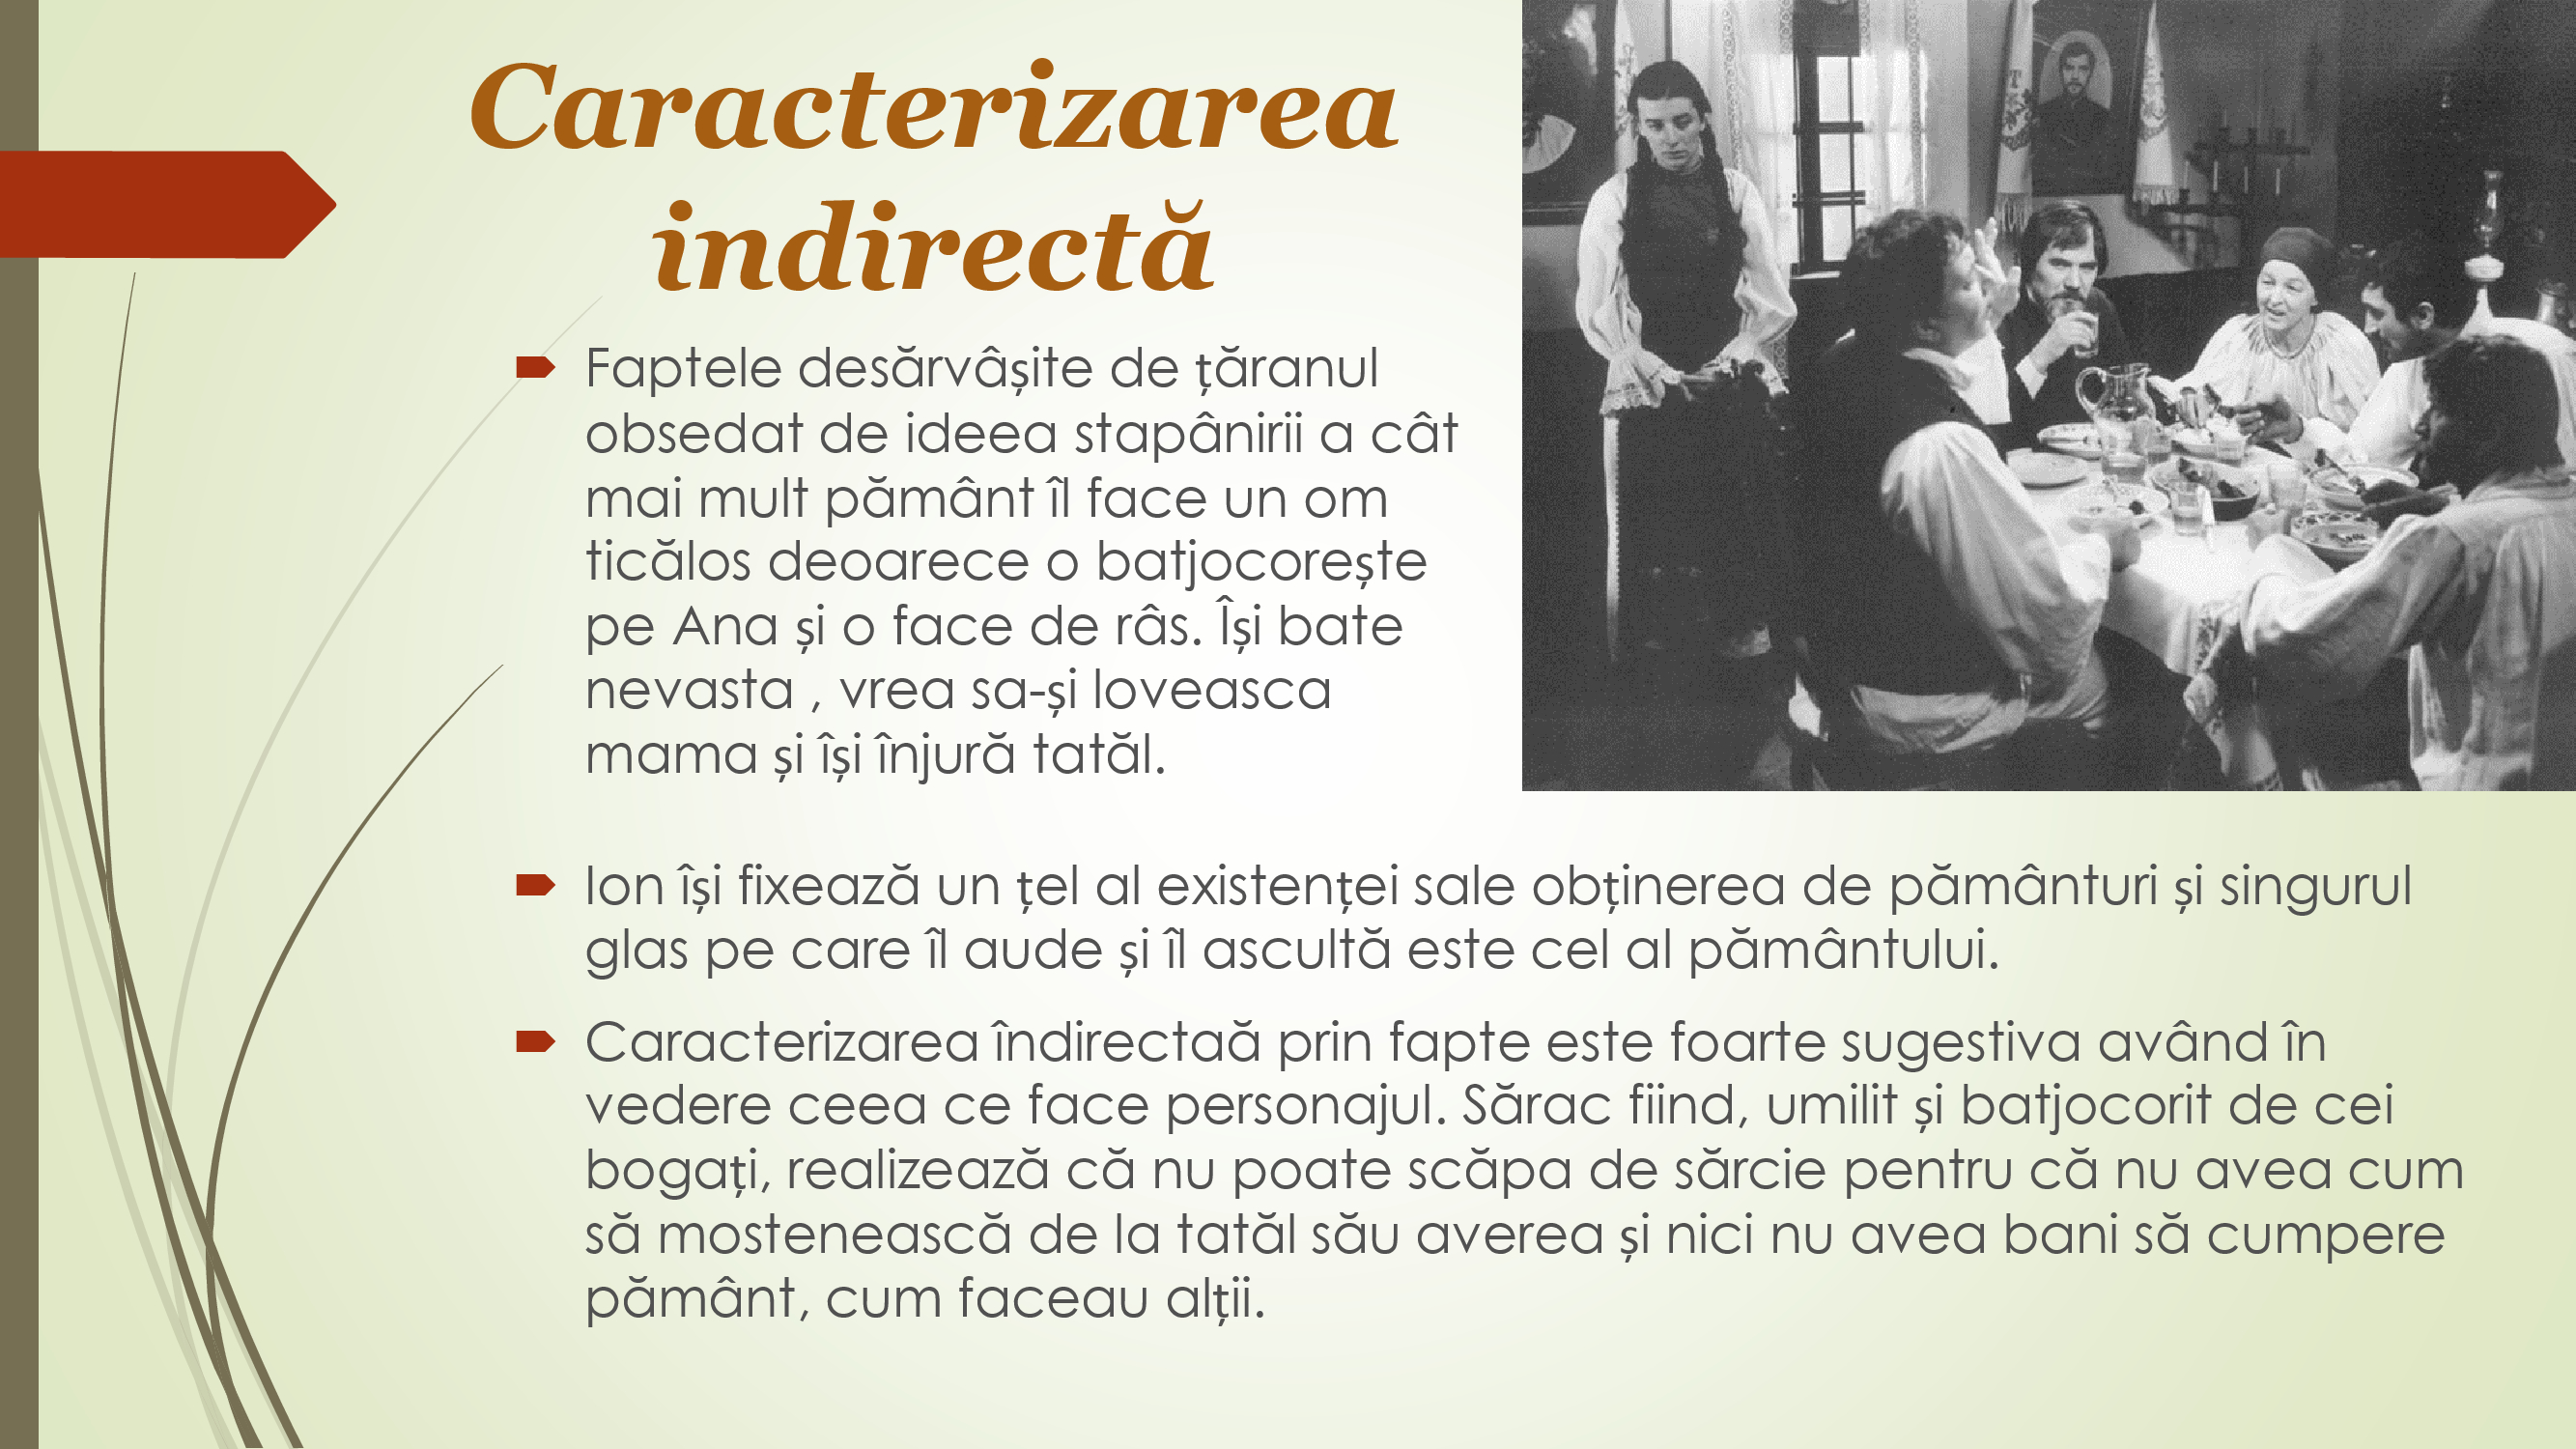 Caracterizarea
indirectă
Faptele desărvâșite de țăranul
obsedat de ideea stapânirii a cât
mai mult pământ îl face un om
ticălos deoarece o batjocorește
pe Ana și o face de râs. Își bate
nevasta , vrea sa-și loveasca
mama și își înjură tatăl.
Ion își fixează un țel al existenței sale obținerea de pământuri și singurul
glas pe care îl aude și îl ascultă este cel al pământului.
Caracterizarea îndirectaă prin fapte este foarte sugestiva având în
vedere ceea ce face personajul. Sărac fiind, umilit și batjocorit de cei
bogați, realizează că nu poate scăpa de sărcie pentru că nu avea cum
să mostenească de la tatăl său averea și nici nu avea bani să cumpere
pământ, cum faceau alții.